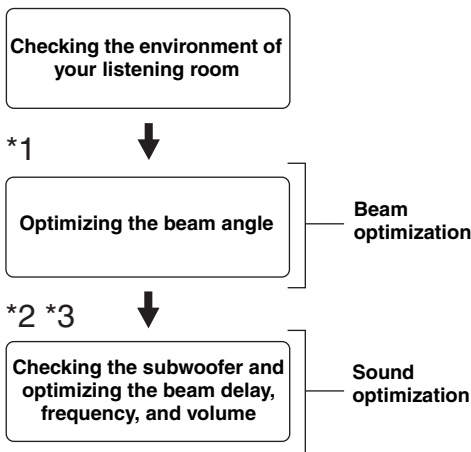 Checking the environment of
your listening room
*1
Optimizing the beam angle
Beam
optimization
*2 *3
Checking the subwoofer and
optimizing the beam delay,
frequency, and volume
Sound
optimization